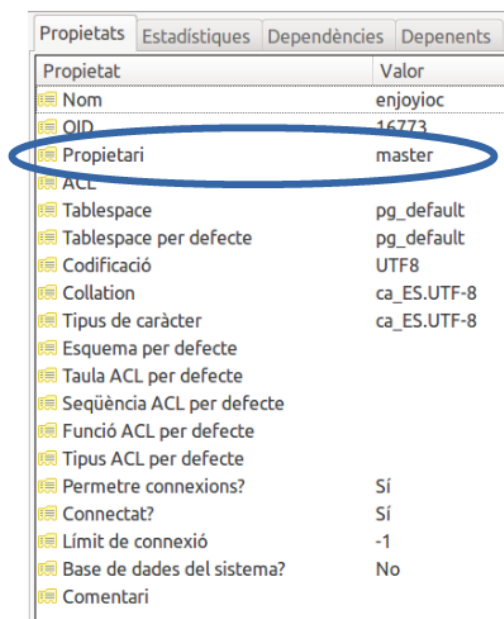 Propietats Estadístiques Dependències Depenents
Propietat Valor
Nom enjoyioc
OID 16773
Propietari master
ACL
Tablespace pg_default
Tablespace per defecte pg_default
Codificació UTF8
Collation ca_ES.UTF-8
Tipus de caràcter ca_ES.UTF-8
Esquema per defecte
Taula ACL per defecte
Seqüència ACL per defecte
Funció ACL per defecte
Tipus ACL per defecte
Permetre connexions? Sí
Connectat? Sí
Límit de connexió -1
Base de dades del sistema? No
Comentari